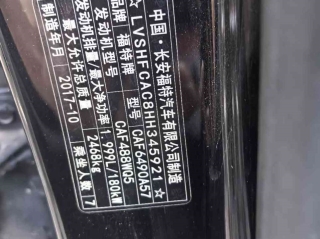 中国·长安福特汽车有限公司制造
☆LVSHFCAC8HH345921☆
品牌 福特牌 型号 CAF6490A57
发动机型号 CAF488WQ5
发动机排量/最大净功率 1.999L/180kW
最大允许总质量 2468kg
制造年月 2017-10 乘坐人数 7